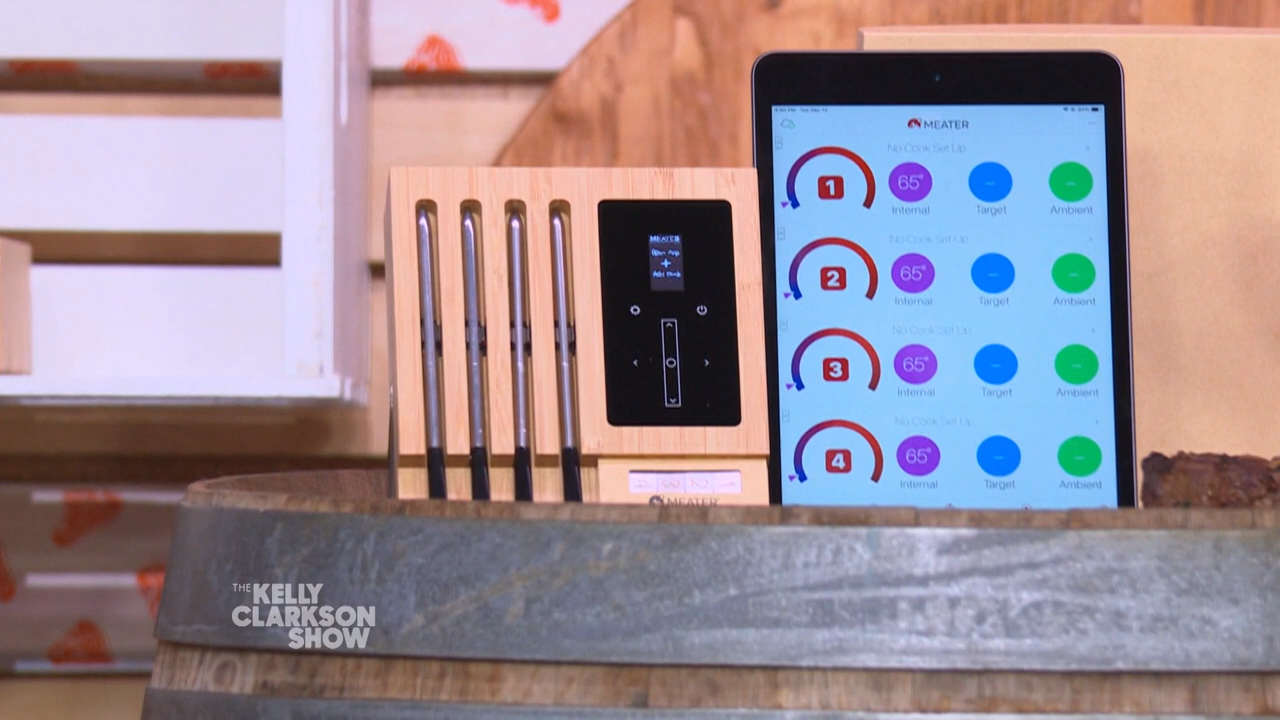 MEATER
No Cook Set Up
1
65°
Internal
Target
Ambient
No Cook Set Up
2
65°
Internal
Target
Ambient
No Cook Set Up
3
65°
Internal
Target
Ambient
No Cook Set Up
4
65°
Internal
Target
Ambient
MEATER
Open App
+
MEATER
THE
KELLY
CLARKSON
SHOW